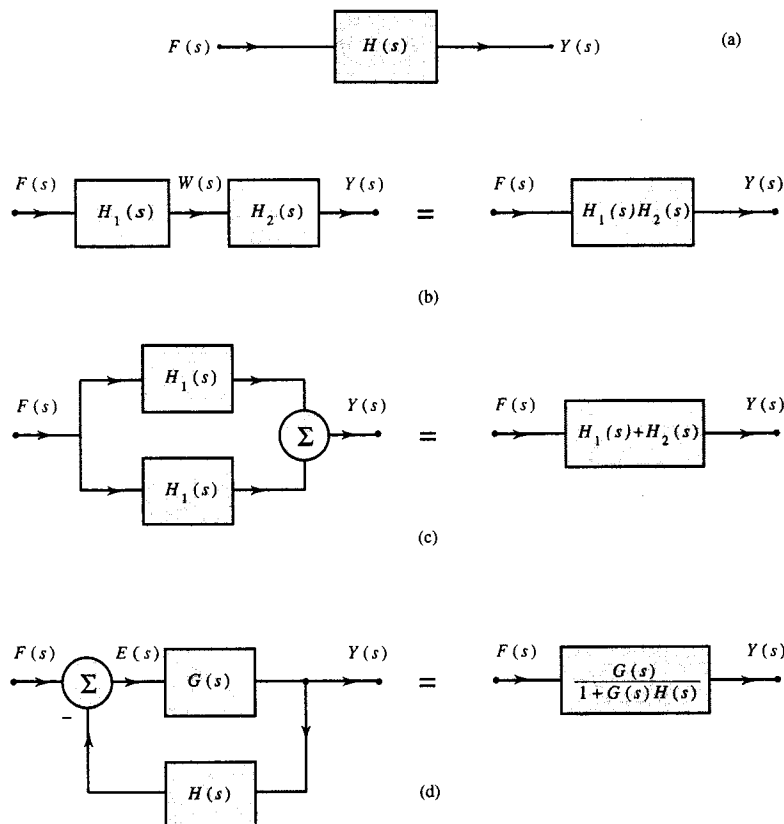 F(s) H(s) Y(s) (a)
F(s) W(s) Y(s) F(s) Y(s)
H₁(s) H₂(s) = H₁(s)H₂(s)
(b)
H₁(s)
F(s) Y(s) F(s) Y(s)
Σ = H₁(s)+H₂(s)
H₁(s)
(c)
F(s) E(s) Y(s) F(s) Y(s)
Σ G(s) = G(s)
1+G(s)H(s)
–
H(s) (d)